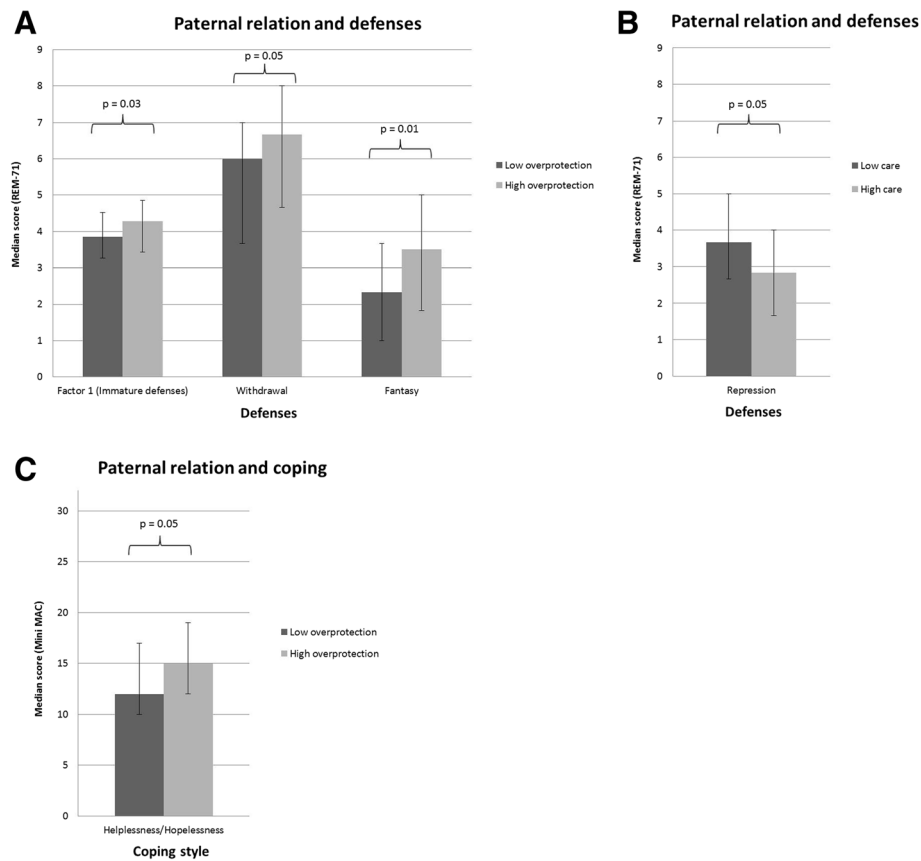 A
Paternal relation and defenses
9
8
7
6
5
4
3
2
1
0
Median score (REM-71)
p = 0.03
p = 0.05
p = 0.01
Low overprotection
High overprotection
Factor 1 (Immature defenses)
Withdrawal
Fantasy
Defenses
B
Paternal relation and defenses
9
8
7
6
5
4
3
2
1
0
Median score (REM-71)
p = 0.05
Low care
High care
Repression
Defenses
C
Paternal relation and coping
30
25
20
15
10
5
0
Median score (Mini MAC)
p = 0.05
Low overprotection
High overprotection
Helplessness/Hopelessness
Coping style